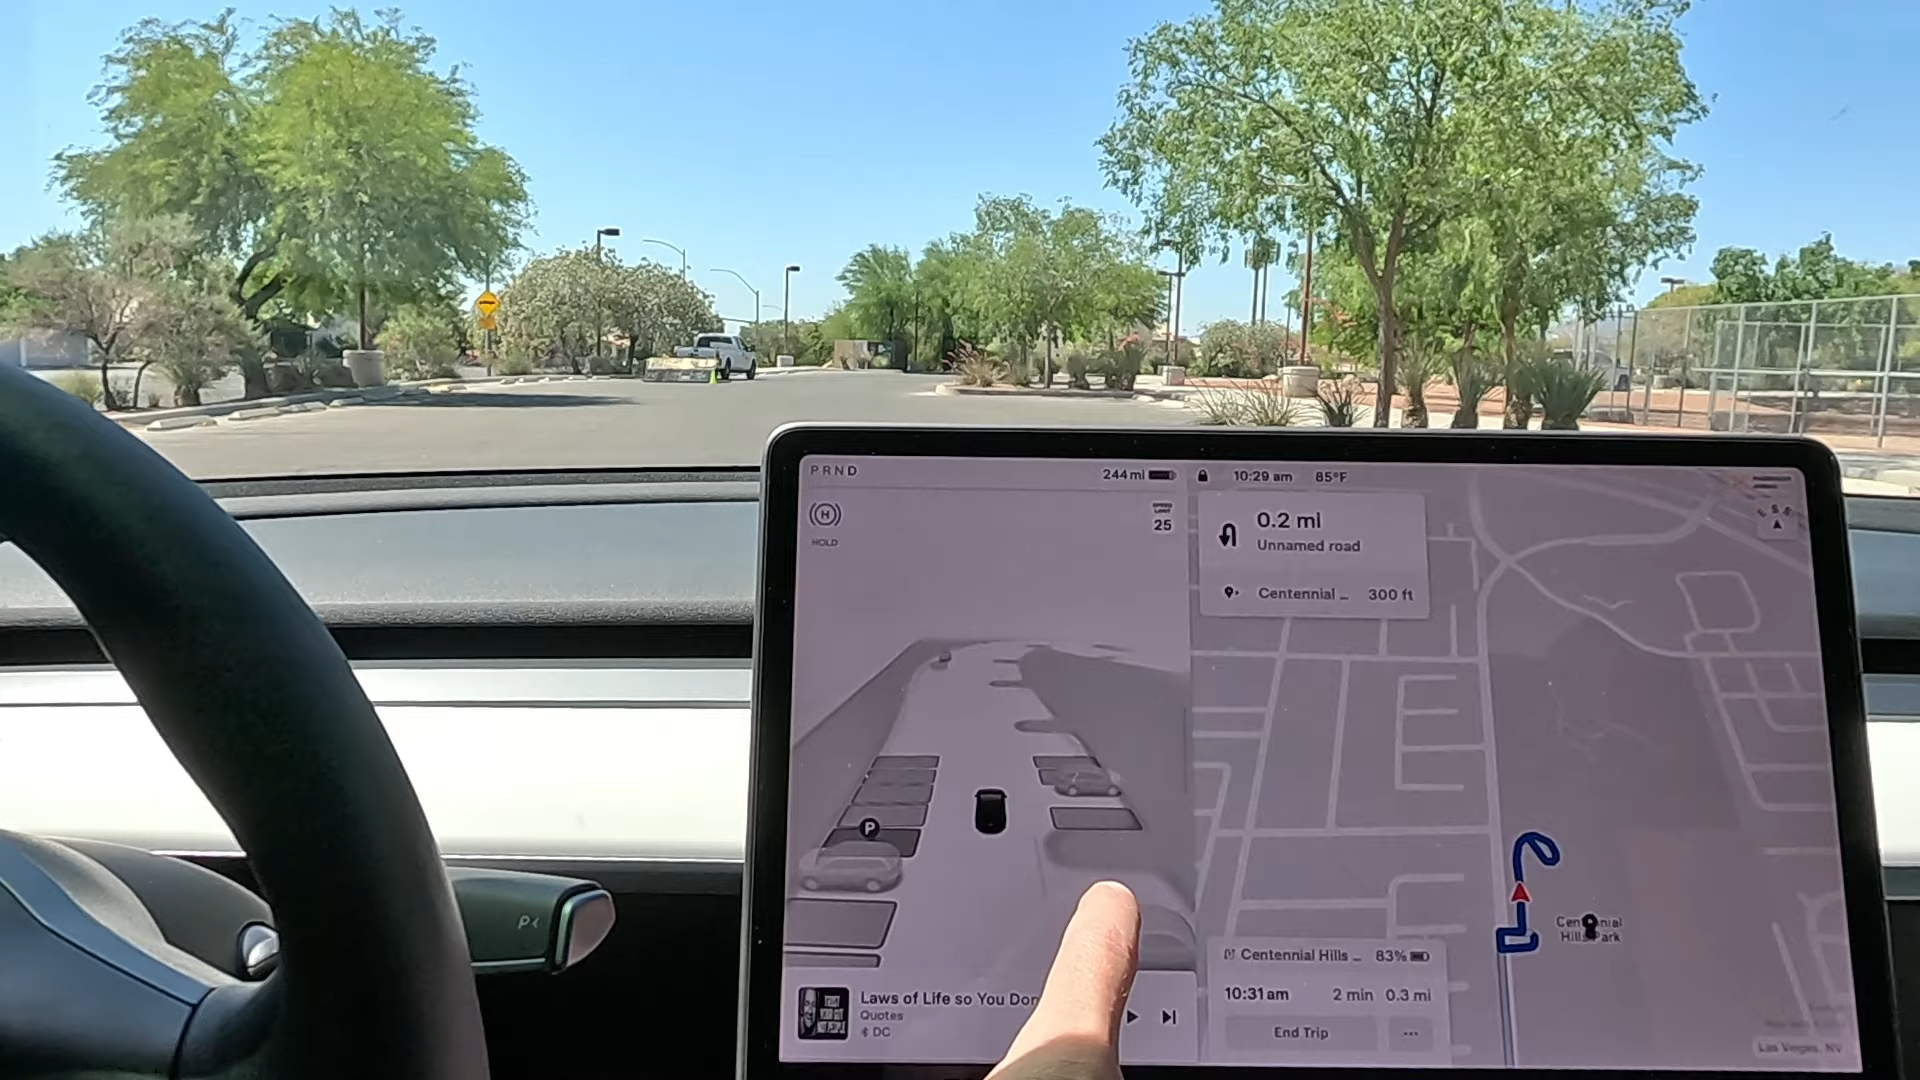 PRND
244 mi
10:29 am
85°F
HOLD
SPEED
LIMIT
25
0.2 mi
Unnamed road
Centennial ... 300 ft
P
P
Centennial
Hills Park
Centennial Hills ... 83%
10:31 am 2 min 0.3 mi
End Trip
...
Laws of Life so You Don
Quotes
DC
Las Vegas, NV